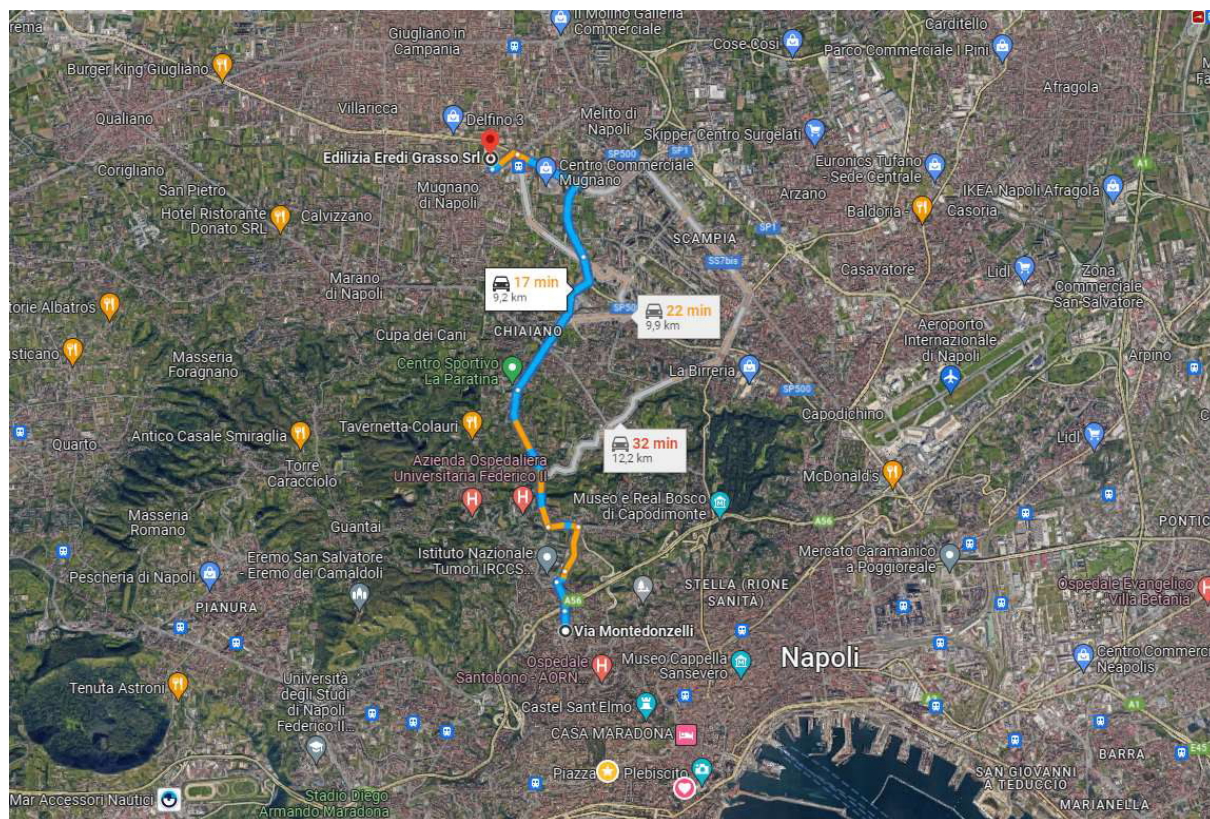 Il Molino Galleria
Commerciale
Giugliano in
Campania
Carditello
Cose Cosi
Parco Commerciale I Pini
Burger King Giugliano
Afragola
Villaricca
Qualiano
Delfino 3
Melito di
Napoli
Skipper Centro Surgelati
Edilizia Eredi Grasso Srl
SP500
SP1
A1
Corigliano
Centro Commerciale
Mugnano
Euronics Tufano
- Sede Centrale
San Pietro
Mugnano
di Napoli
Arzano
IKEA Napoli Afragola
Hotel Ristorante
Donato SRL
Calvizzano
Baldoria -
Casoria
SP1
SCAMPIA
SS7bis
Marano
di Napoli
17 min
9,2 km
Casavatore
Lidl
Zona
Commerciale
San Salvatore
torie Albatros
22 min
9,9 km
CHIAIANO
Cupa dei Cani
Aeroporto
Internazionale
di Napoli
usticano
Masseria
Foragnano
Centro Sportivo
La Paratina
La Birreria
Arpino
SP500
Capodichino
Tavernetta Colauri
Antico Casale Smiraglia
Quarto
32 min
12,2 km
Lidl
Azienda Ospedaliera
Universitaria Federico II
Torre
Caracciolo
McDonald's
Museo e Real Bosco
di Capodimonte
Masseria
Romano
Guantai
A56
PONTIC
Eremo San Salvatore
- Eremo dei Camaldoli
Istituto Nazionale
Tumori IRCCS...
Mercato Caramanico
a Poggioreale
Pescheria di Napoli
STELLA (RIONE
SANITÀ)
Ospedale Evangelico
Villa Betania
PIANURA
A56
Via Montedonzelli
Napoli
Centro Commerci
Neapolis
Ospedale
Santobono - AORN...
Museo Cappella
Sansevero
Tenuta Astroni
Università
degli Studi
di Napoli
Federico II...
Castel Sant'Elmo
A1
CASA MARADONA
BARRA
E45
Piazza Plebiscito
SAN GIOVANNI
A TEDUCCIO
Mar Accessori Nautici
Stadio Diego
Armando Maradona
MARIANELLA